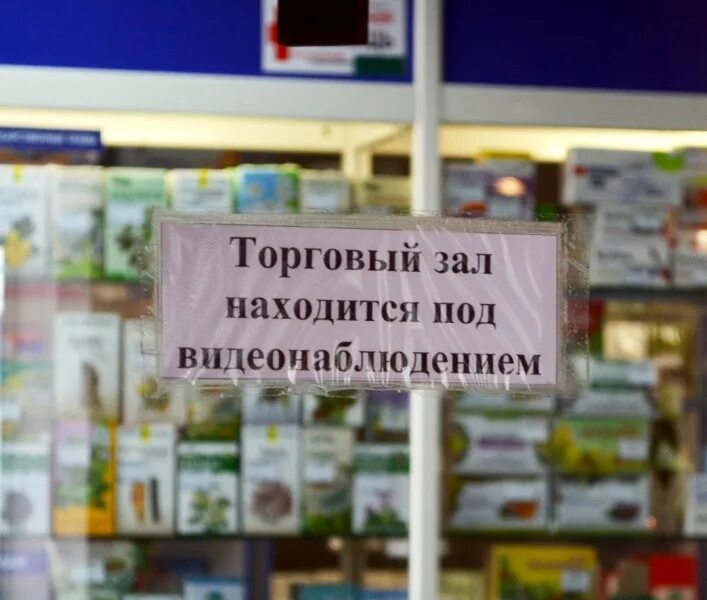 Торговый зал
находится под
видеонаблюдением